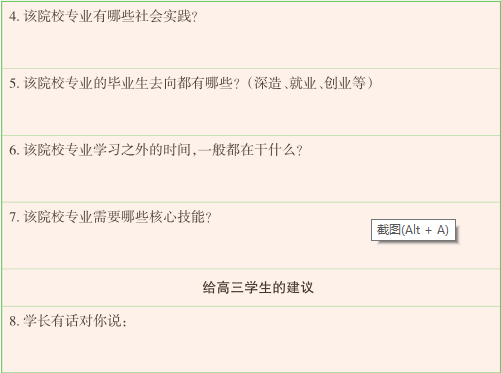 4. 该院校专业有哪些社会实践？
5. 该院校专业的毕业生去向都有哪些？（深造、就业、创业等）
6. 该院校专业学习之外的时间，一般都在干什么？
7. 该院校专业需要哪些核心技能？
截图(Alt + A)
给高三学生的建议
8. 学长有话对你说：